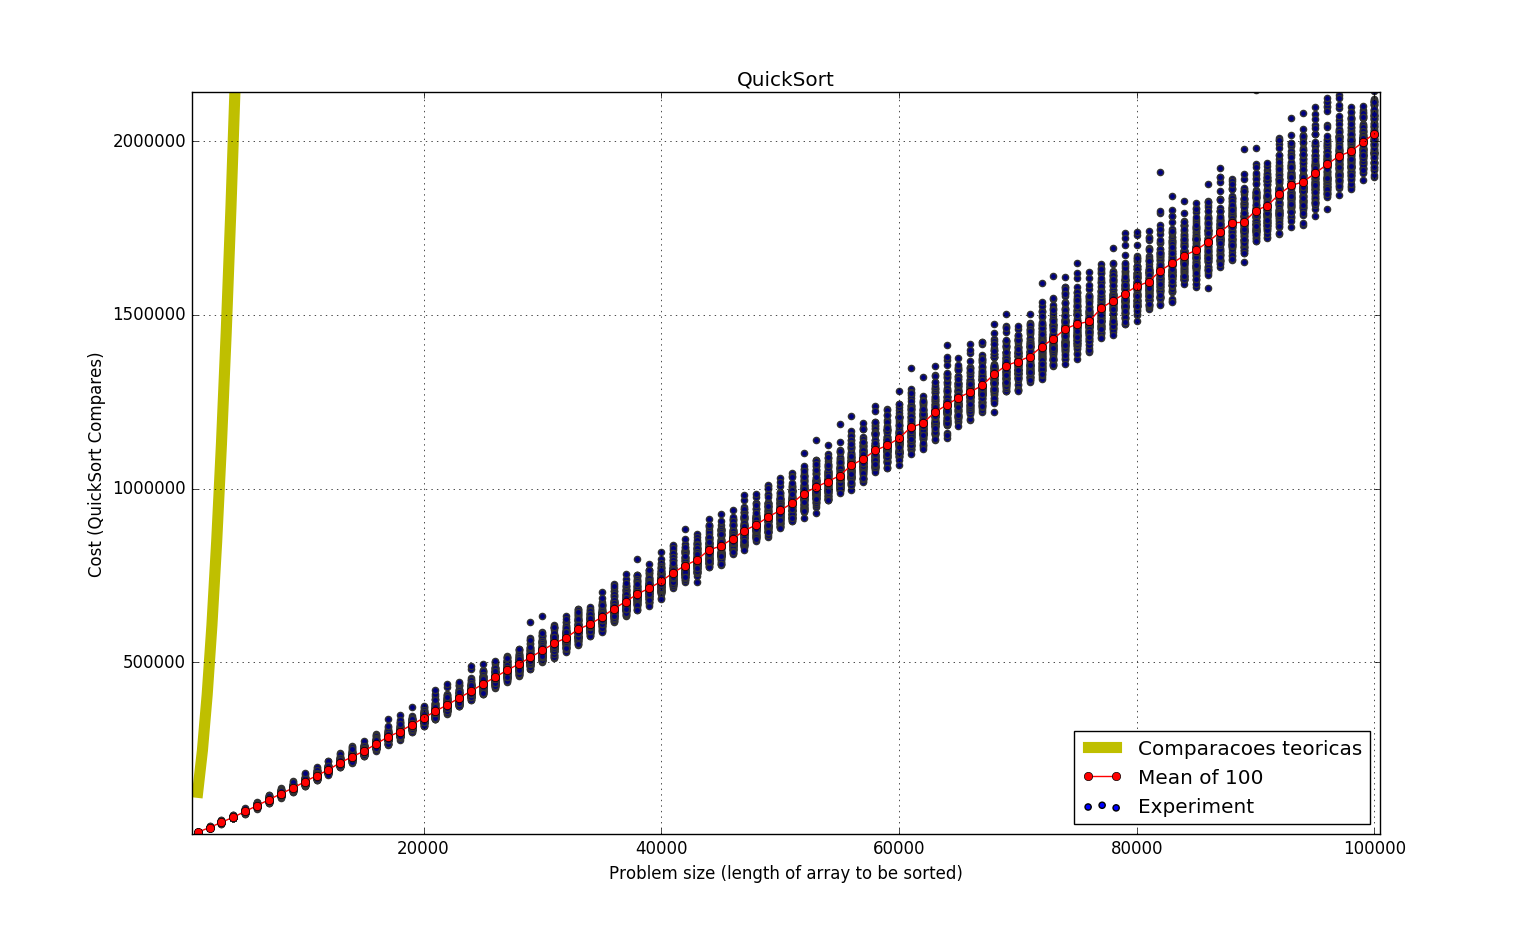 QuickSort
2000000
1500000
1000000
500000
Cost (QuickSort Compares)
Comparacoes teoricas
Mean of 100
Experiment
20000 40000 60000 80000 100000
Problem size (length of array to be sorted)